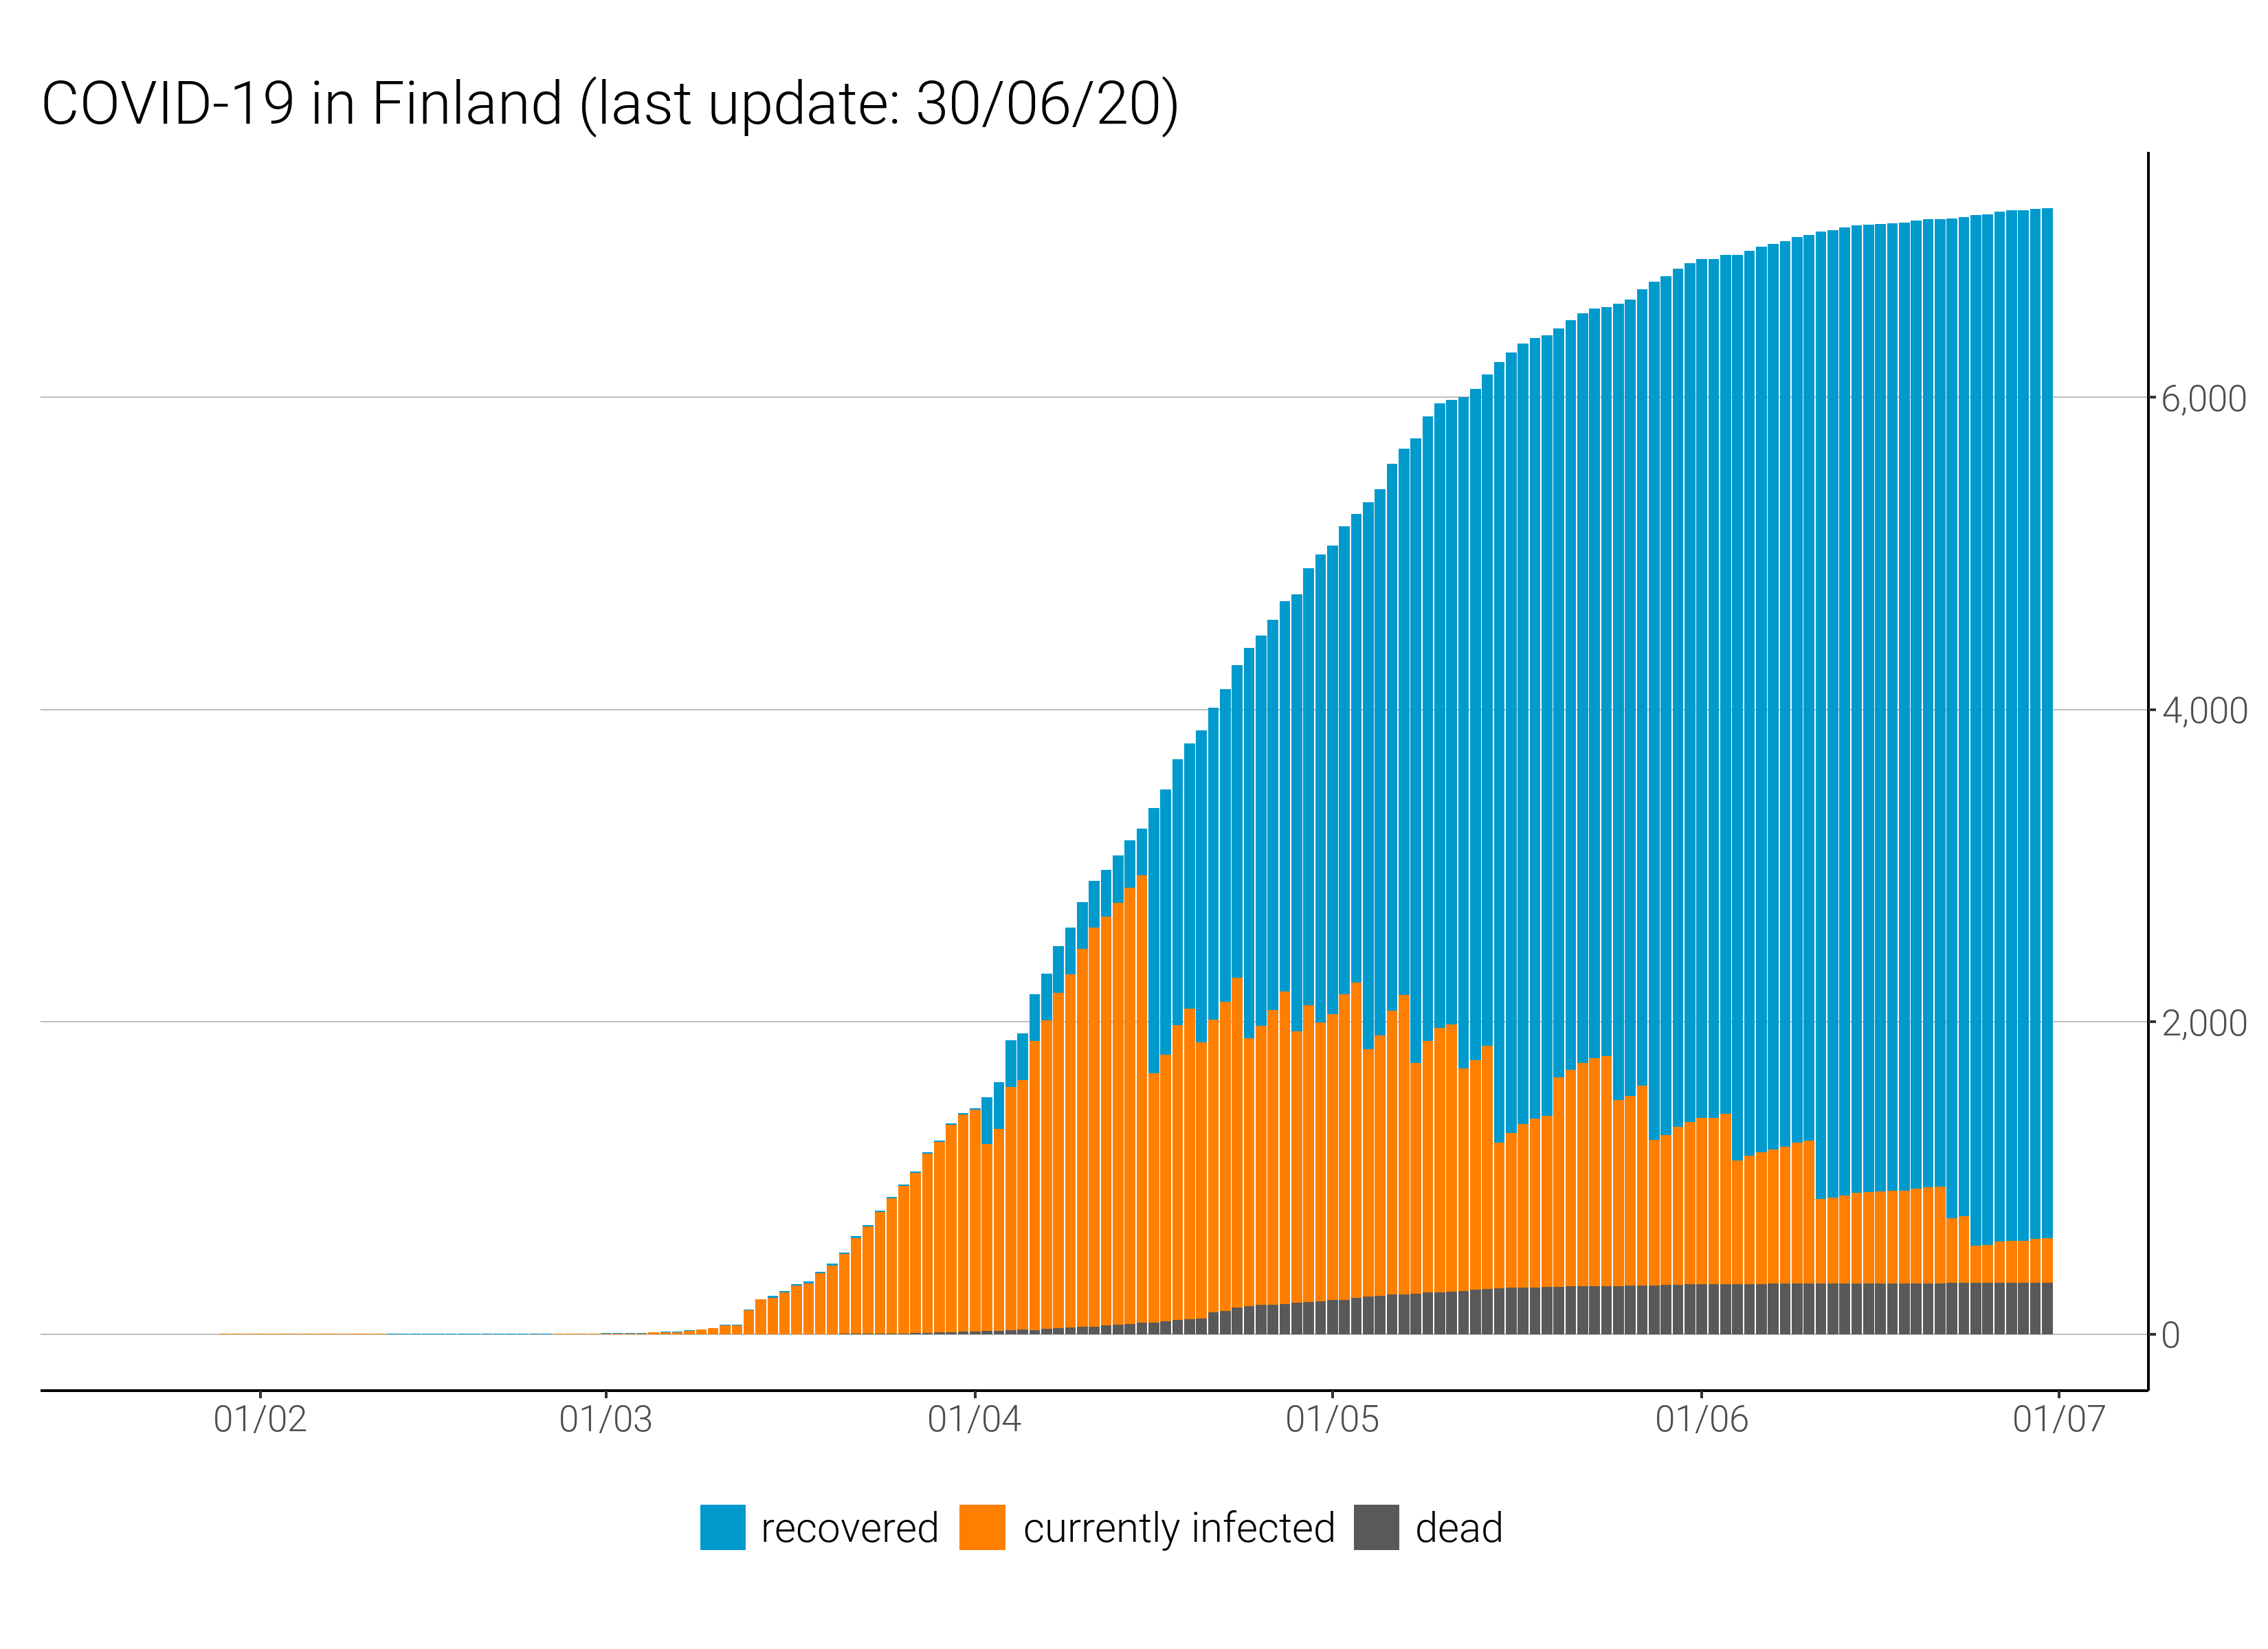 COVID-19 in Finland (last update: 30/06/20)
6,000
4,000
2,000
0
01/02 01/03 01/04 01/05 01/06 01/07
recovered currently infected dead